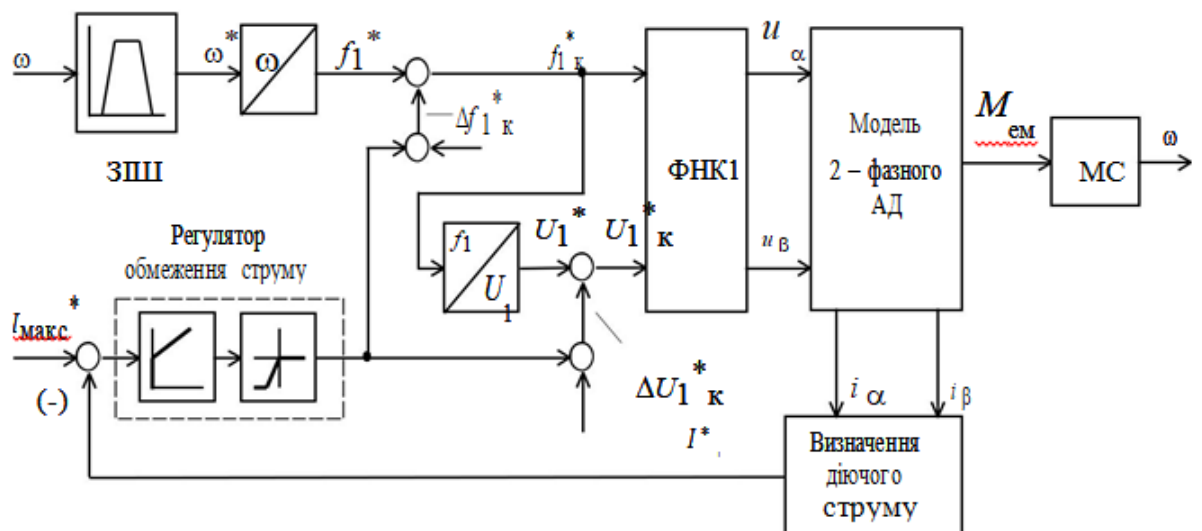 ω
ЗІШ
ω*
ω
f1*
f1*к
Δf1*к
ФНК1
u α
u β
Модель
2 – фазного
АД
Mем
МС
ω
Регулятор
обмеження струму
Iмакс*
(-)
f1
U1
U1*
U1*к
ΔU1*к
I*
i α
i β
Визначення
діючого
струму